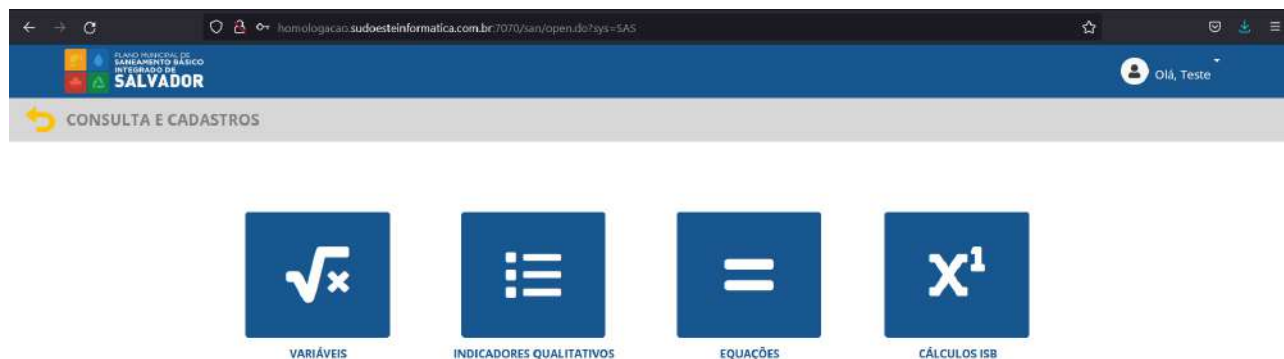 homologacao.sudoesteinformatica.com.br:7070/san/open.do?sys=SAS
PLANO MUNICIPAL DE
SANEAMENTO BÁSICO
INTEGRADO DE
SALVADOR
Olá, Teste
CONSULTA E CADASTROS
√x
=
X¹
VARIÁVEIS
INDICADORES QUALITATIVOS
EQUAÇÕES
CÁLCULOS ISB